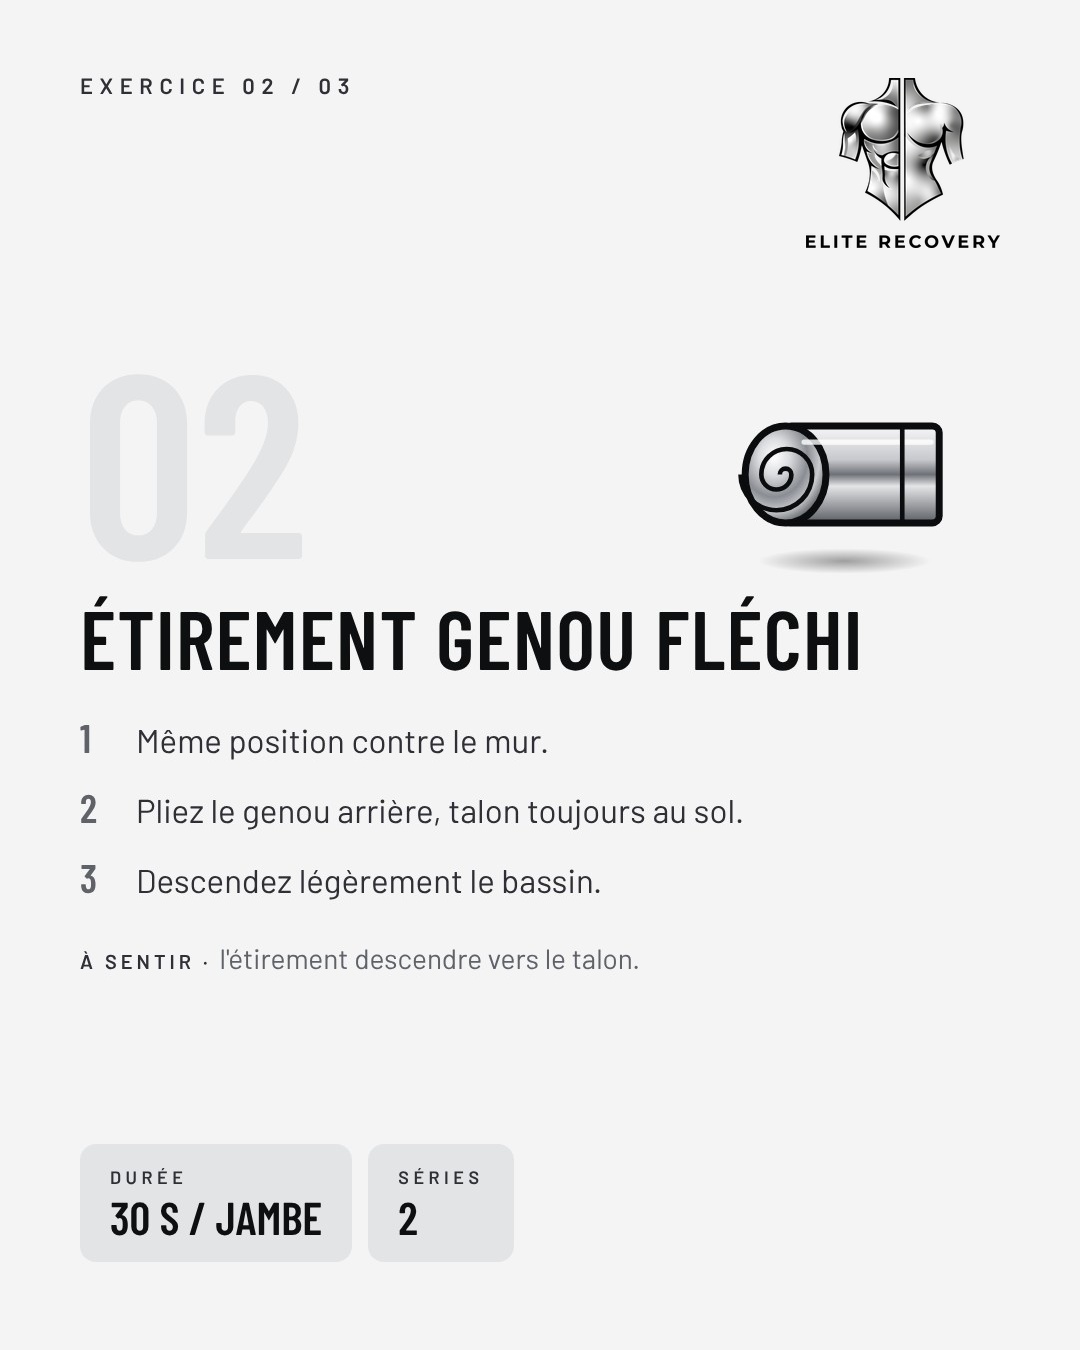 EXERCICE 02 / 03
ELITE RECOVERY
02
ÉTIREMENT GENOU FLÉCHI
1 Même position contre le mur.
2 Pliez le genou arrière, talon toujours au sol.
3 Descendez légèrement le bassin.
À SENTIR · l'étirement descendre vers le talon.
DURÉE
30 S / JAMBE
SÉRIES
2